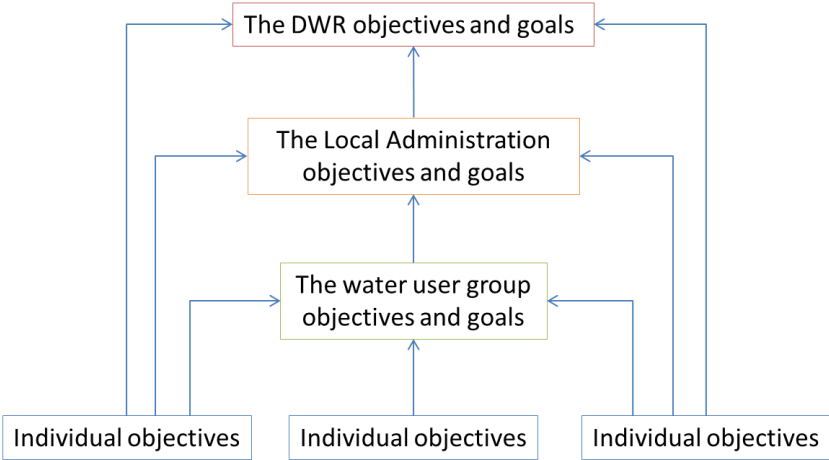 The DWR objectives and goals
The Local Administration
objectives and goals
The water user group
objectives and goals
Individual objectives
Individual objectives
Individual objectives